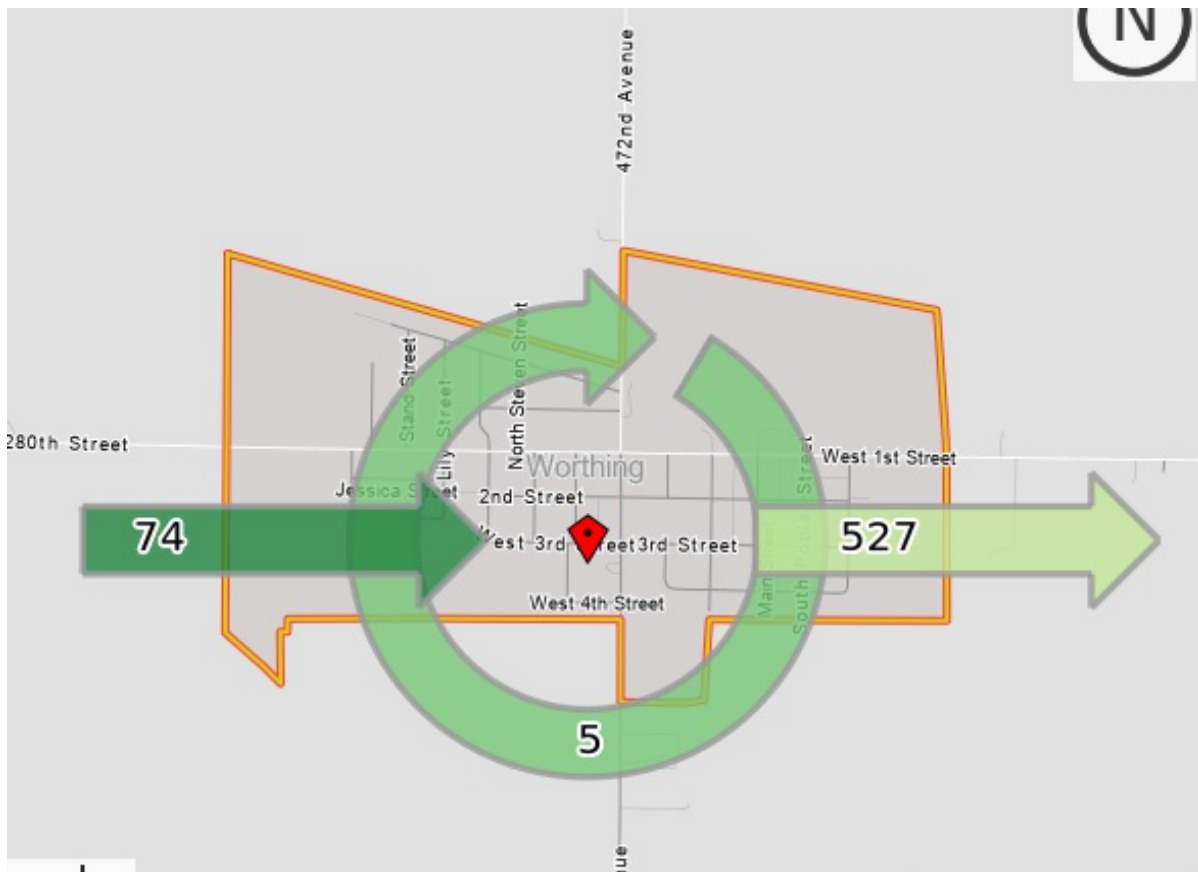 N
472nd Avenue
North Steven Street
Stand Street
Lily Street
280th Street
West 1st Street
Worthing
Jessica Street
2nd Street
74
527
West 3rd Street
3rd Street
West 4th Street
Main Street
5